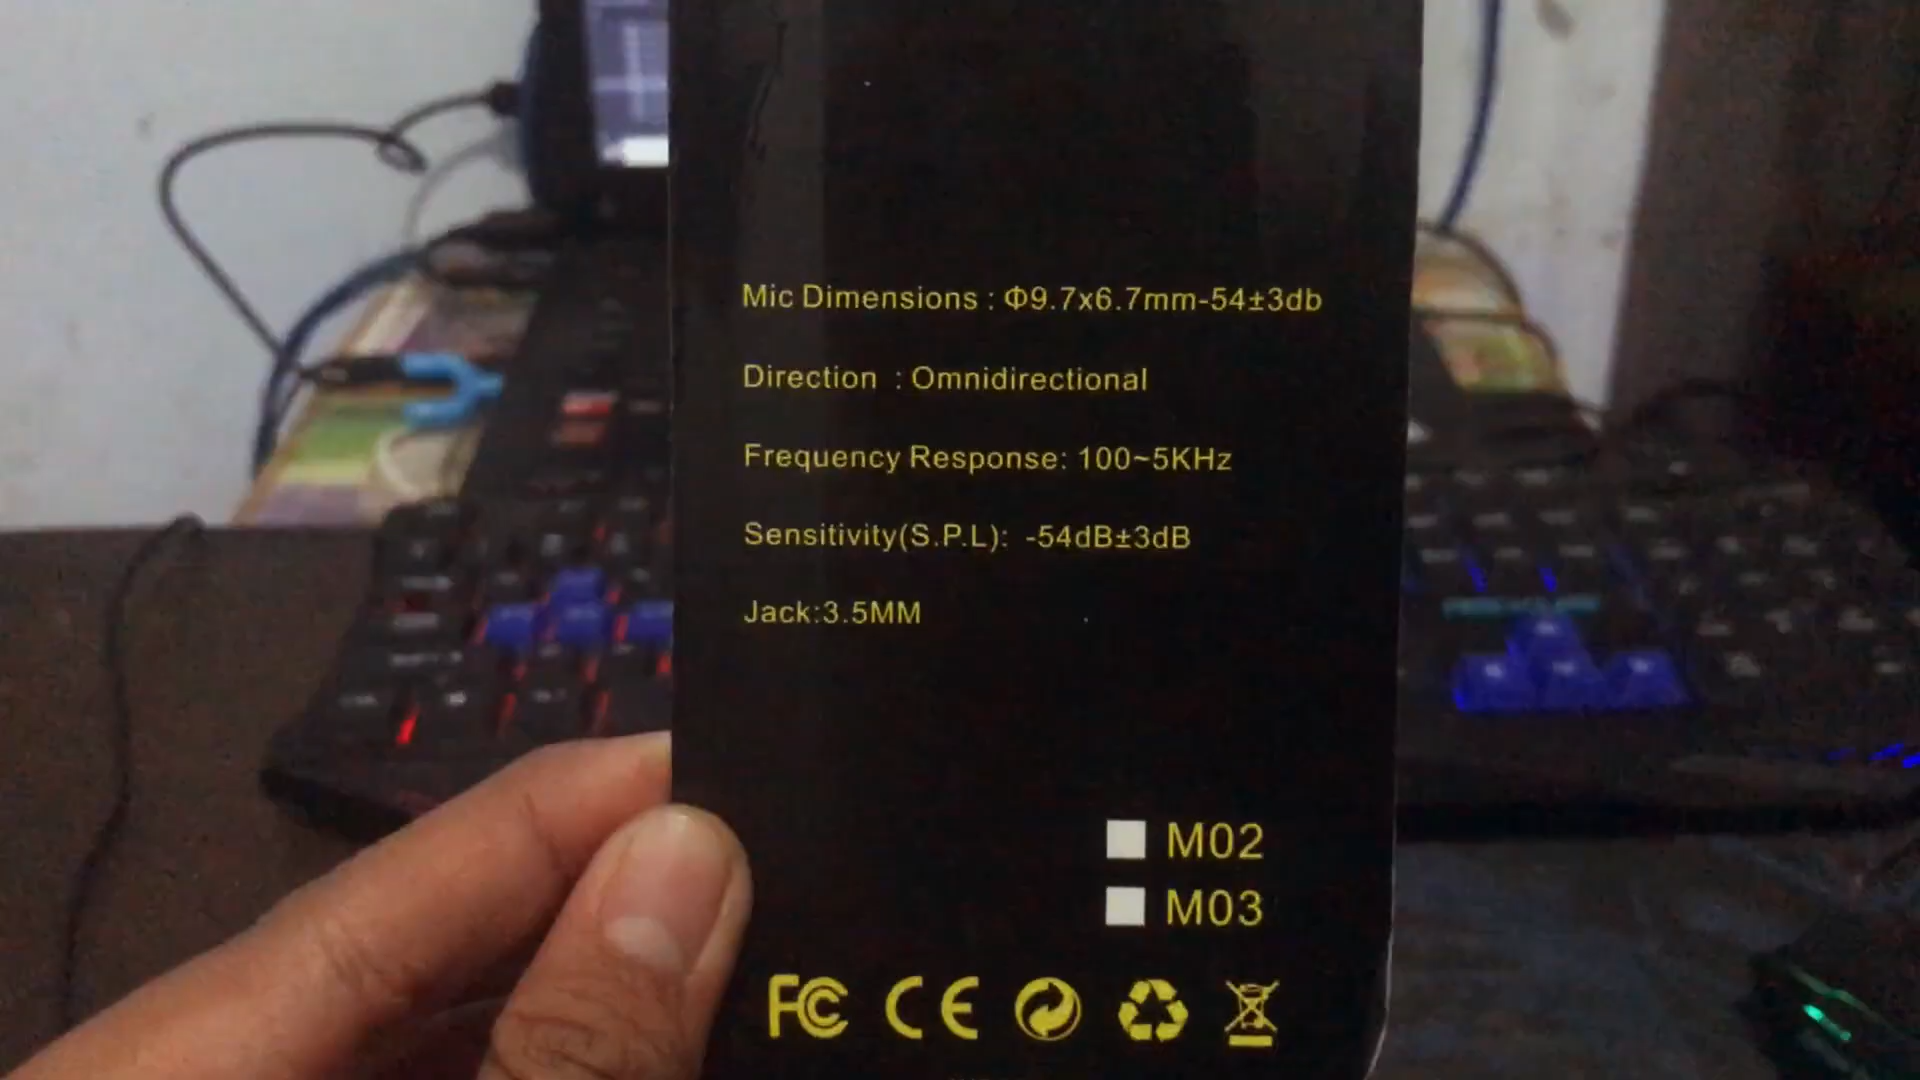 Mic Dimensions : Φ9.7x6.7mm-54±3db
Direction : Omnidirectional
Frequency Response: 100~5KHz
Sensitivity(S.P.L): -54dB±3dB
Jack:3.5MM
M02
M03
FC CE